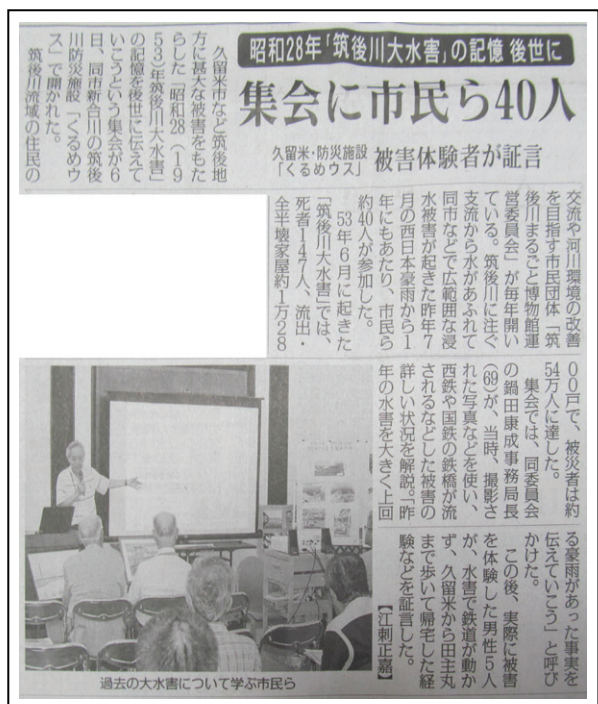 昭和28年「筑後川大水害」の記憶 後世に
集会に市民ら40人
久留米・防災施設
「くるめウス」
被害体験者が証言
久留米市など筑後地
方に甚大な被害をもた
らした「昭和28(19
53)年筑後川大水害」
の記憶を後世に伝えて
いこうという集会が6
日、同市新合川の筑後
川防災施設「くるめウ
ス」で開かれた。
筑後川流域の住民の
交流や河川環境の改善
を目指す市民団体「筑
後川まるごと博物館運
営委員会」が毎年開い
ている。筑後川に注ぐ
支流から水があふれて
同市などで広範囲な浸
水被害が起きた昨年7
月の西日本豪雨から1
年にもあたり、市民ら
約40人が参加した。
53年6月に起きた
「筑後川大水害」では、
死者147人、流出・
全半壊家屋約1万28
00戸で、被災者は約
54万人に達した。
集会では、同委員会
の鍋田康成事務局長
(69)が、当時、撮影さ
れた写真などを使い、
西鉄や国鉄の鉄橋が流
されるなどした被害の
詳しい状況を解説。「昨
年の水害を大きく上回
る豪雨があった事実を
伝えていこう」と呼び
かけた。
この後、実際に被害
を体験した男性5人
が、水害で鉄道が動か
ず、久留米から田主丸
まで歩いて帰宅した経
験などを証言した。
【江刺正嘉】
過去の大水害について学ぶ市民ら